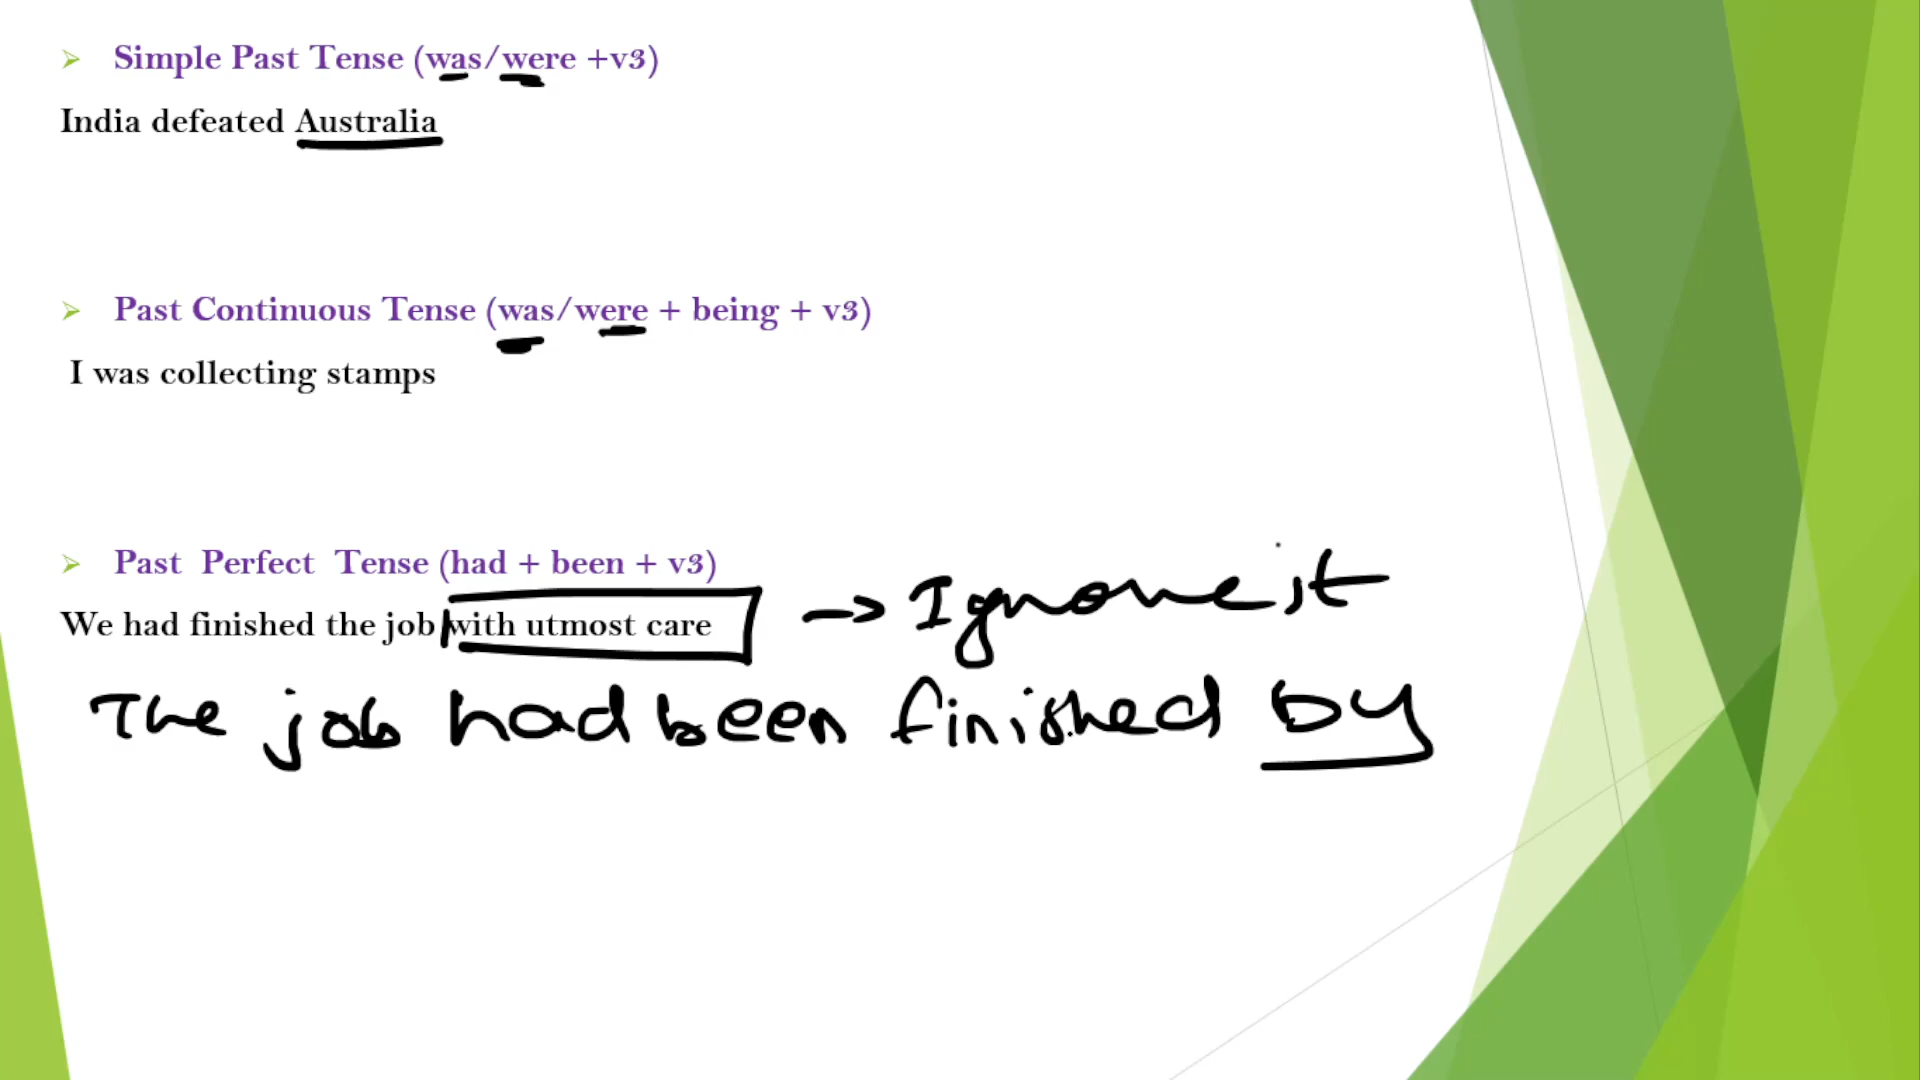 Simple Past Tense (was/were +v3)
India defeated Australia
Past Continuous Tense (was/were + being + v3)
I was collecting stamps
Past Perfect Tense (had + been + v3)
We had finished the job with utmost care → Ignore it
The job had been finished by